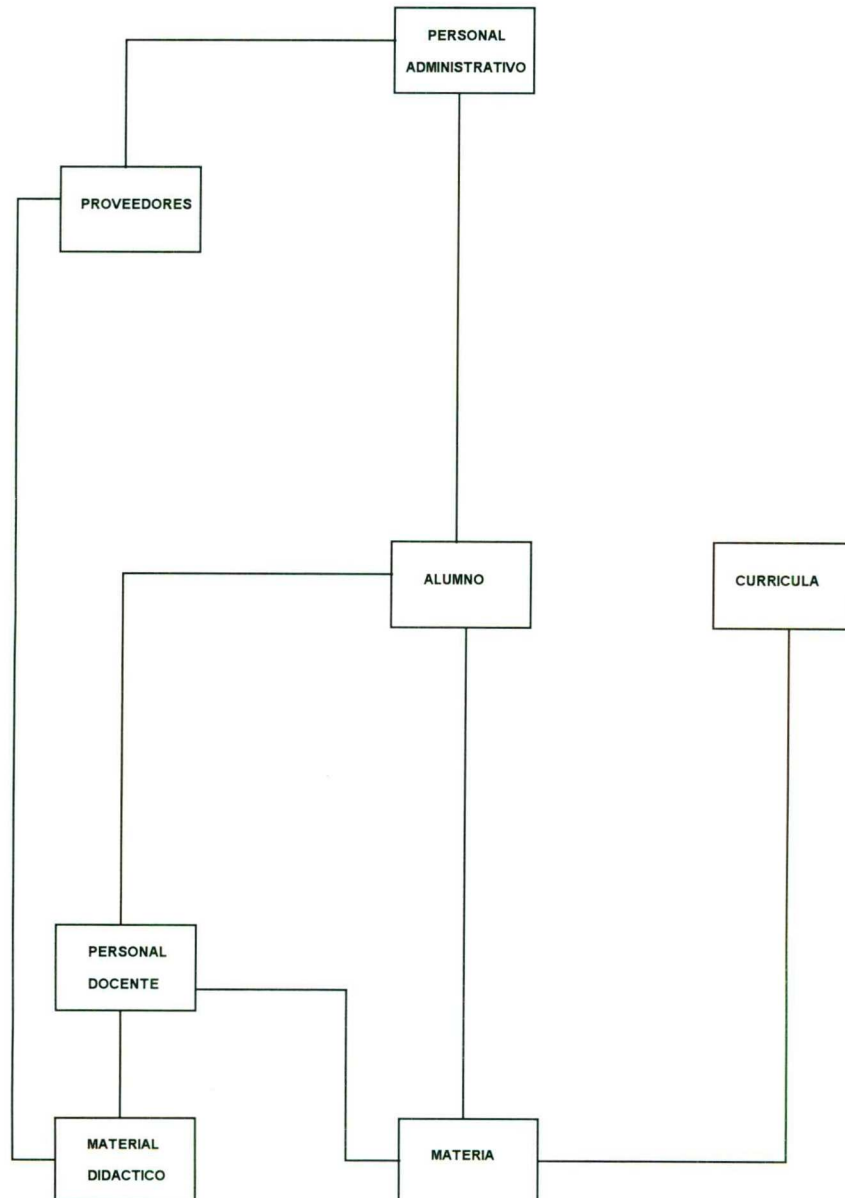 PERSONAL
ADMINISTRATIVO
PROVEEDORES
ALUMNO
CURRICULA
PERSONAL
DOCENTE
MATERIAL
DIDACTICO
MATERIA